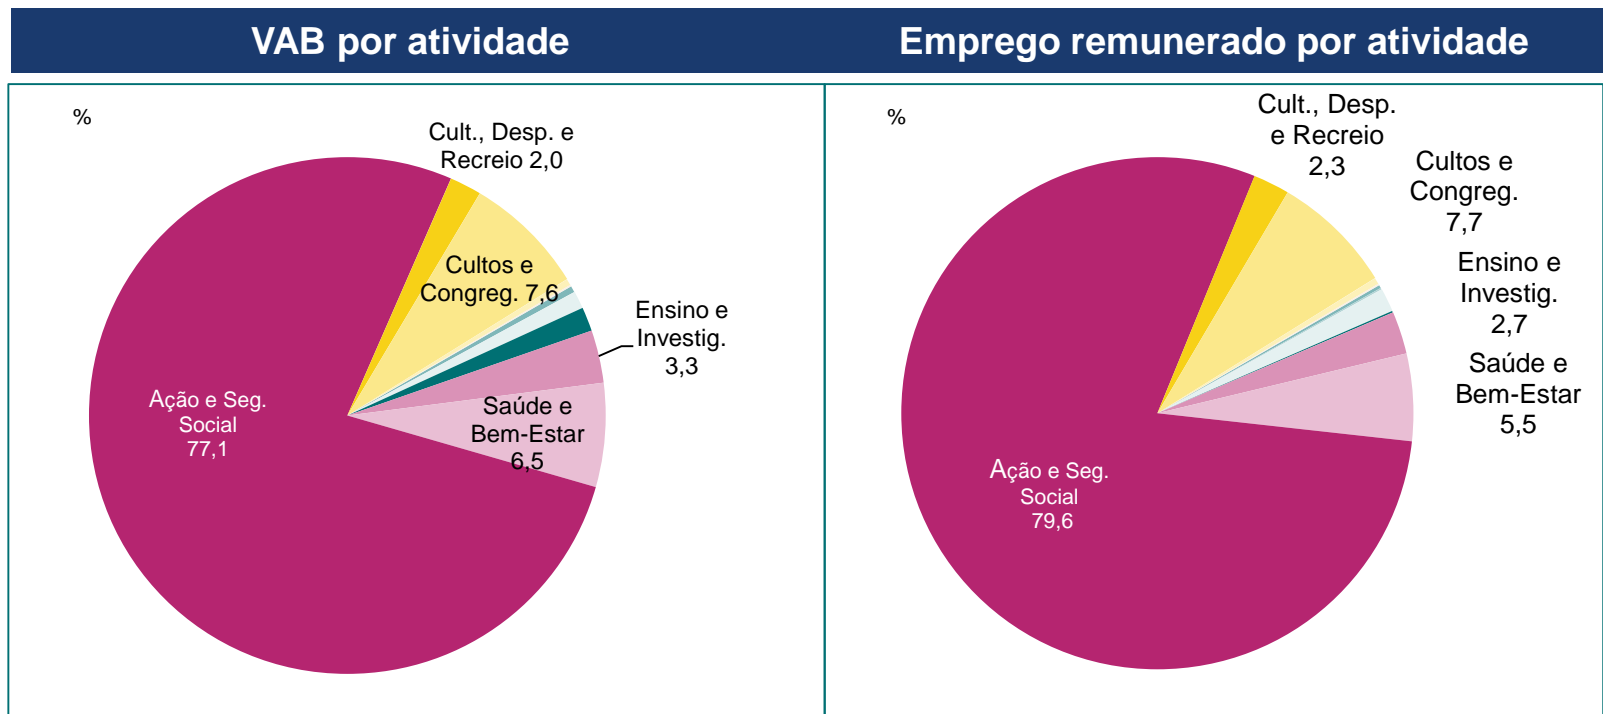 VAB por atividade
%
Cult., Desp. e
Recreio 2,0
Cultos e
Congreg. 7,6
Ensino e
Investig.
3,3
Saúde e
Bem-Estar
6,5
Ação e Seg.
Social
77,1
Emprego remunerado por atividade
%
Cult., Desp.
e Recreio
2,3
Cultos e
Congreg.
7,7
Ensino e
Investig.
2,7
Saúde e
Bem-Estar
5,5
Ação e Seg.
Social
79,6